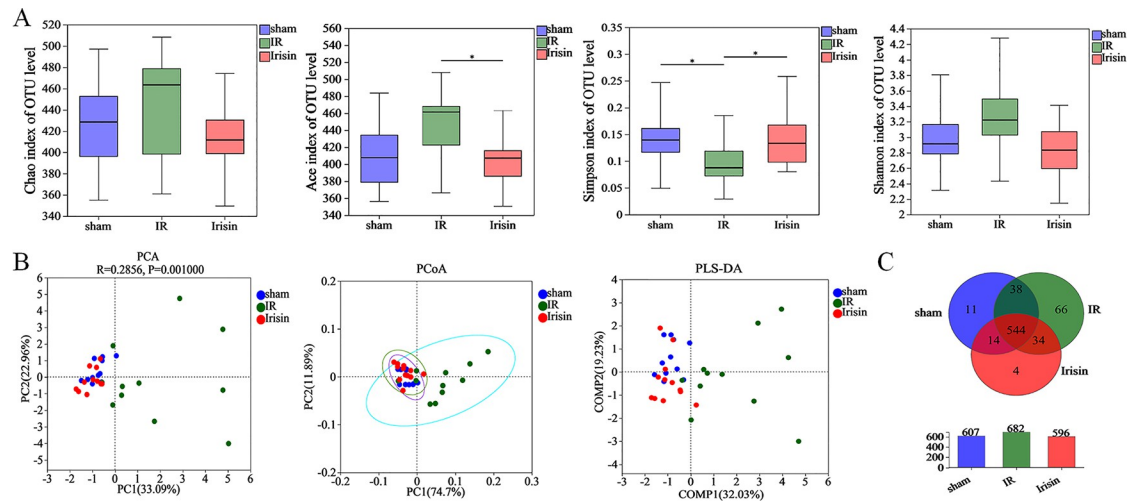 A
Chao index of OTU level
520
500
480
460
440
420
400
380
360
340
sham
IR
Irisin
sham
IR
Irisin
Ace index of OTU level
560
540
520
500
480
460
440
420
400
380
360
340
*
sham
IR
Irisin
sham
IR
Irisin
Simpson index of OTU level
0.35
0.3
0.25
0.2
0.15
0.1
0.05
0
*
*
sham
IR
Irisin
sham
IR
Irisin
Shannon index of OTU level
4.4
4.2
4
3.8
3.6
3.4
3.2
3
2.8
2.6
2.4
2.2
2
sham
IR
Irisin
sham
IR
Irisin
B
PCA
R=0.2856, P=0.001000
PC2(22.96%)
6
5
4
3
2
1
0
-1
-2
-3
-4
-5
-3
-2
-1
0
1
2
3
4
5
6
PC1(33.09%)
sham
IR
Irisin
PCoA
PC2(11.89%)
0.2
0.1
0
-0.1
-0.2
-0.2
-0.1
0
0.1
0.2
0.3
PC1(74.7%)
sham
IR
Irisin
PLS-DA
COMP2(19.23%)
4
3
2
1
0
-1
-2
-3
-4
-3
-2
-1
0
1
2
3
4
5
6
COMP1(32.03%)
sham
IR
Irisin
C
38
sham
11
66
IR
544
14
34
4
Irisin
607
682
596
600
400
200
0
sham
IR
Irisin